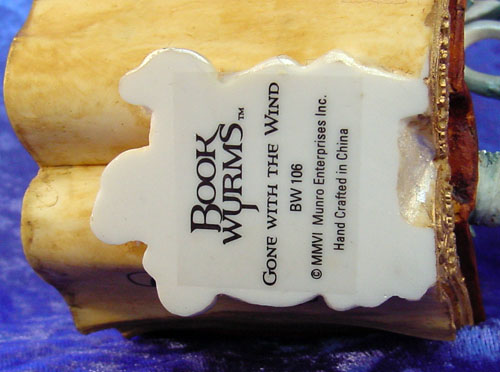 BOOK
WURMS™
GONE WITH THE WIND
BW 106
© MMVI Munro Enterprises Inc.
Hand Crafted in China